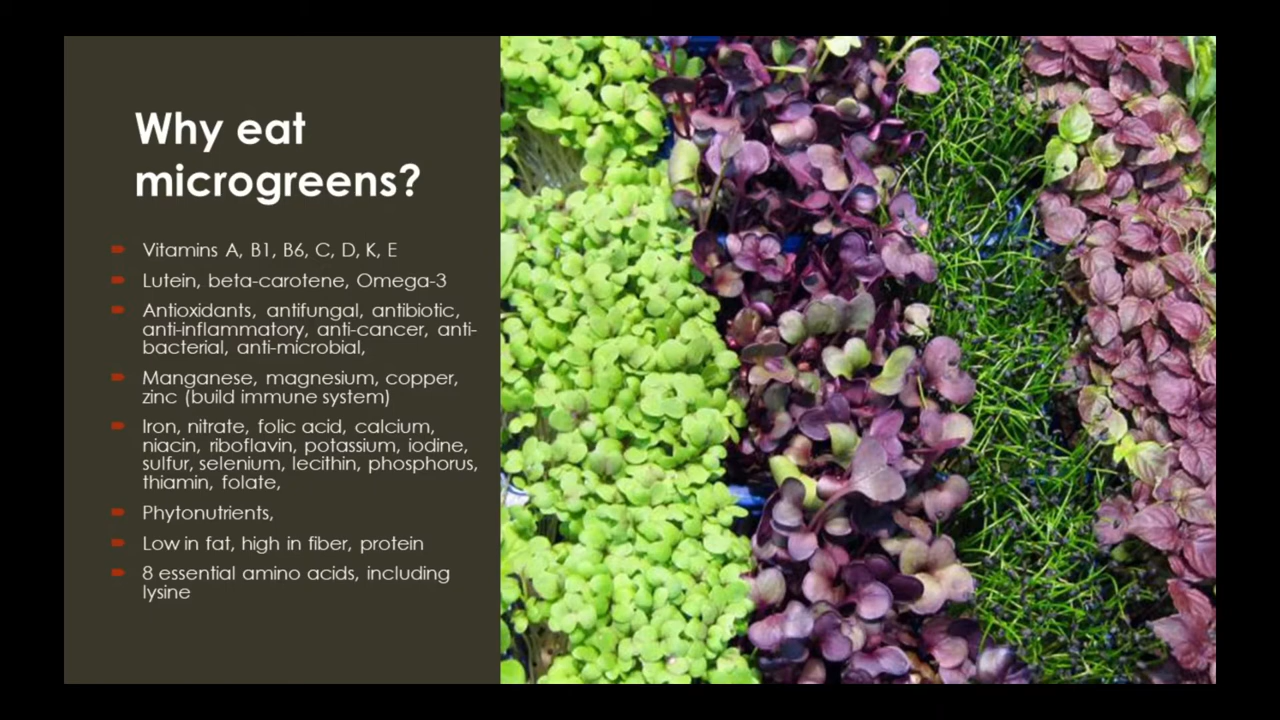 Why eat
microgreens?
Vitamins A, B1, B6, C, D, K, E
Lutein, beta-carotene, Omega-3
Antioxidants, antifungal, antibiotic,
anti-inflammatory, anti-cancer, anti-
bacterial, anti-microbial,
Manganese, magnesium, copper,
zinc (build immune system)
Iron, nitrate, folic acid, calcium,
niacin, riboflavin, potassium, iodine,
sulfur, selenium, lecithin, phosphorus,
thiamin, folate,
Phytonutrients,
Low in fat, high in fiber, protein
8 essential amino acids, including
lysine